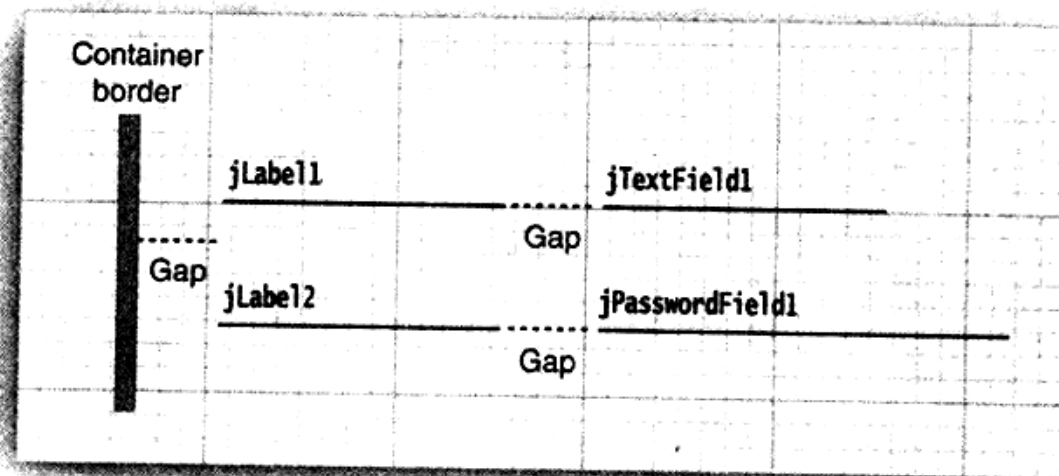 Container
border
jLabel1
jTextField1
Gap
Gap
jLabel2
jPasswordField1
Gap